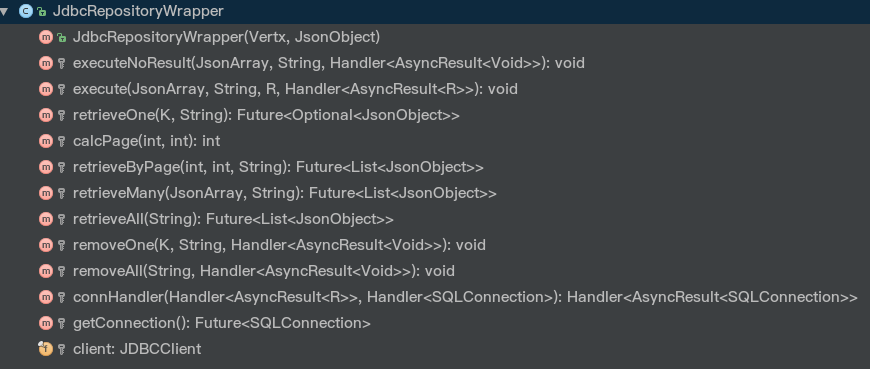 JdbcRepositoryWrapper
JdbcRepositoryWrapper(Vertx, JsonObject)
executeNoResult(JsonArray, String, Handler<AsyncResult<Void>>): void
execute(JsonArray, String, R, Handler<AsyncResult<R>>): void
retrieveOne(K, String): Future<Optional<JsonObject>>
calcPage(int, int): int
retrieveByPage(int, int, String): Future<List<JsonObject>>
retrieveMany(JsonArray, String): Future<List<JsonObject>>
retrieveAll(String): Future<List<JsonObject>>
removeOne(K, String, Handler<AsyncResult<Void>>): void
removeAll(String, Handler<AsyncResult<Void>>): void
connHandler(Handler<AsyncResult<R>>, Handler<SQLConnection>): Handler<AsyncResult<SQLConnection>>
getConnection(): Future<SQLConnection>
client: JDBCClient